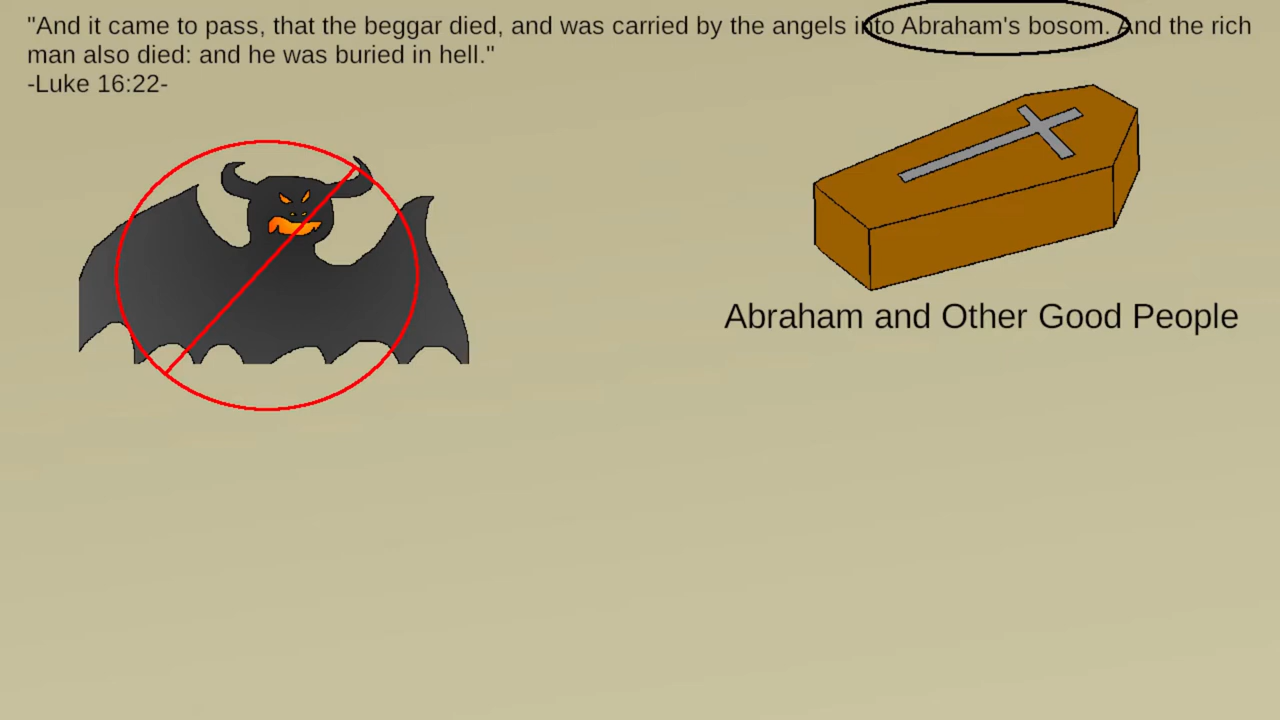 "And it came to pass, that the beggar died, and was carried by the angels into Abraham's bosom. And the rich
man also died: and he was buried in hell."
-Luke 16:22-
Abraham and Other Good People